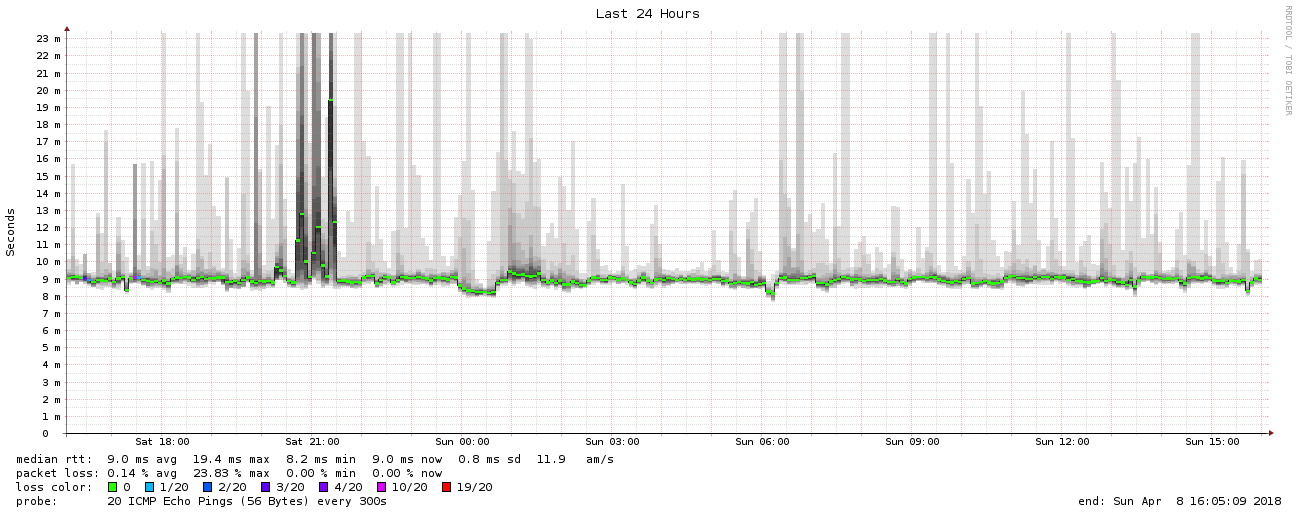 Last 24 Hours
RRDTOOL / TOBI OETIKER
Seconds
23 m
22 m
21 m
20 m
19 m
18 m
17 m
16 m
15 m
14 m
13 m
12 m
11 m
10 m
9 m
8 m
7 m
6 m
5 m
4 m
3 m
2 m
1 m
0
Sat 18:00 Sat 21:00 Sun 00:00 Sun 03:00 Sun 06:00 Sun 09:00 Sun 12:00 Sun 15:00
median rtt: 9.0 ms avg 19.4 ms max 8.2 ms min 9.0 ms now 0.8 ms sd 11.9 am/s
packet loss: 0.14 % avg 23.83 % max 0.00 % min 0.00 % now
loss color: 0 1/20 2/20 3/20 4/20 10/20 19/20
probe: 20 ICMP Echo Pings (56 Bytes) every 300s end: Sun Apr 8 16:05:09 2018